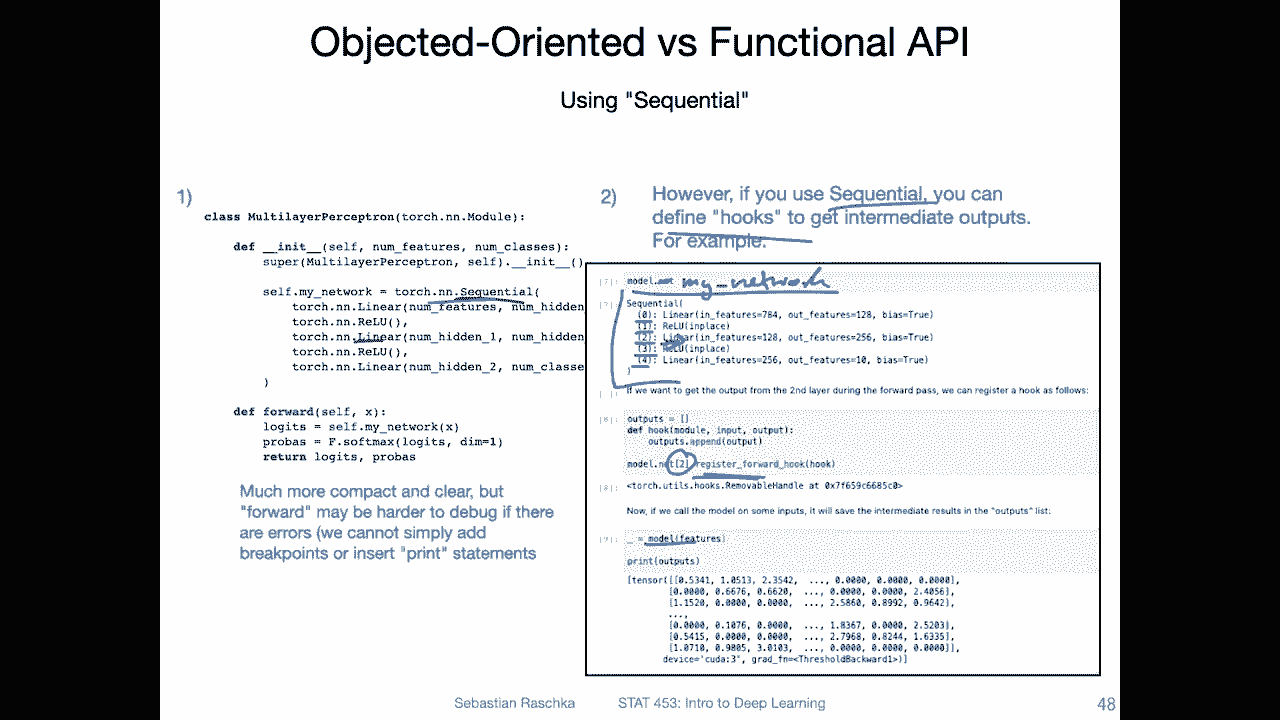 Objected-Oriented vs Functional API
Using "Sequential"
1)
class MultilayerPerceptron(torch.nn.Module):
def __init__(self, num_features, num_classes):
super(MultilayerPerceptron, self).__init__()
self.my_network = torch.nn.Sequential(
torch.nn.Linear(num_features, num_hidden
torch.nn.ReLU(),
torch.nn.Linear(num_hidden_1, num_hidden
torch.nn.ReLU(),
torch.nn.Linear(num_hidden_2, num_classe
)
def forward(self, x):
logits = self.my_network(x)
probas = F.softmax(logits, dim=1)
return logits, probas
Much more compact and clear, but
"forward" may be harder to debug if there
are errors (we cannot simply add
breakpoints or insert "print" statements
2)
However, if you use Sequential, you can
define "hooks" to get intermediate outputs.
For example:
[7]: model.net my_network
[7]: Sequential(
(0): Linear(in_features=784, out_features=128, bias=True)
(1): ReLU(inplace)
(2): Linear(in_features=128, out_features=256, bias=True)
(3): ReLU(inplace)
(4): Linear(in_features=256, out_features=10, bias=True)
)
If we want to get the output from the 2nd layer during the forward pass, we can register a hook as follows:
[8]: outputs = []
def hook(module, input, output):
outputs.append(output)
model.net[2].register_forward_hook(hook)
[8]: <torch.utils.hooks.RemovableHandle at 0x7f659c6685c0>
Now, if we call the model on some inputs, it will save the intermediate results in the "outputs" list:
[9]: _ = model(features)
print(outputs)
[tensor([[0.5341, 1.0513, 2.3542, ..., 0.0000, 0.0000, 0.0000],
[0.0000, 0.6676, 0.6620, ..., 0.0000, 0.0000, 2.4056],
[1.1520, 0.0000, 0.0000, ..., 2.5860, 0.8992, 0.9642],
...,
[0.0000, 0.1076, 0.0000, ..., 1.8367, 0.0000, 2.5203],
[0.5415, 0.0000, 0.0000, ..., 2.7968, 0.8244, 1.6335],
[1.0710, 0.9805, 3.0103, ..., 0.0000, 0.0000, 0.0000]],
device='cuda:3', grad_fn=<ThresholdBackward1>)]
Sebastian Raschka STAT 453: Intro to Deep Learning 48